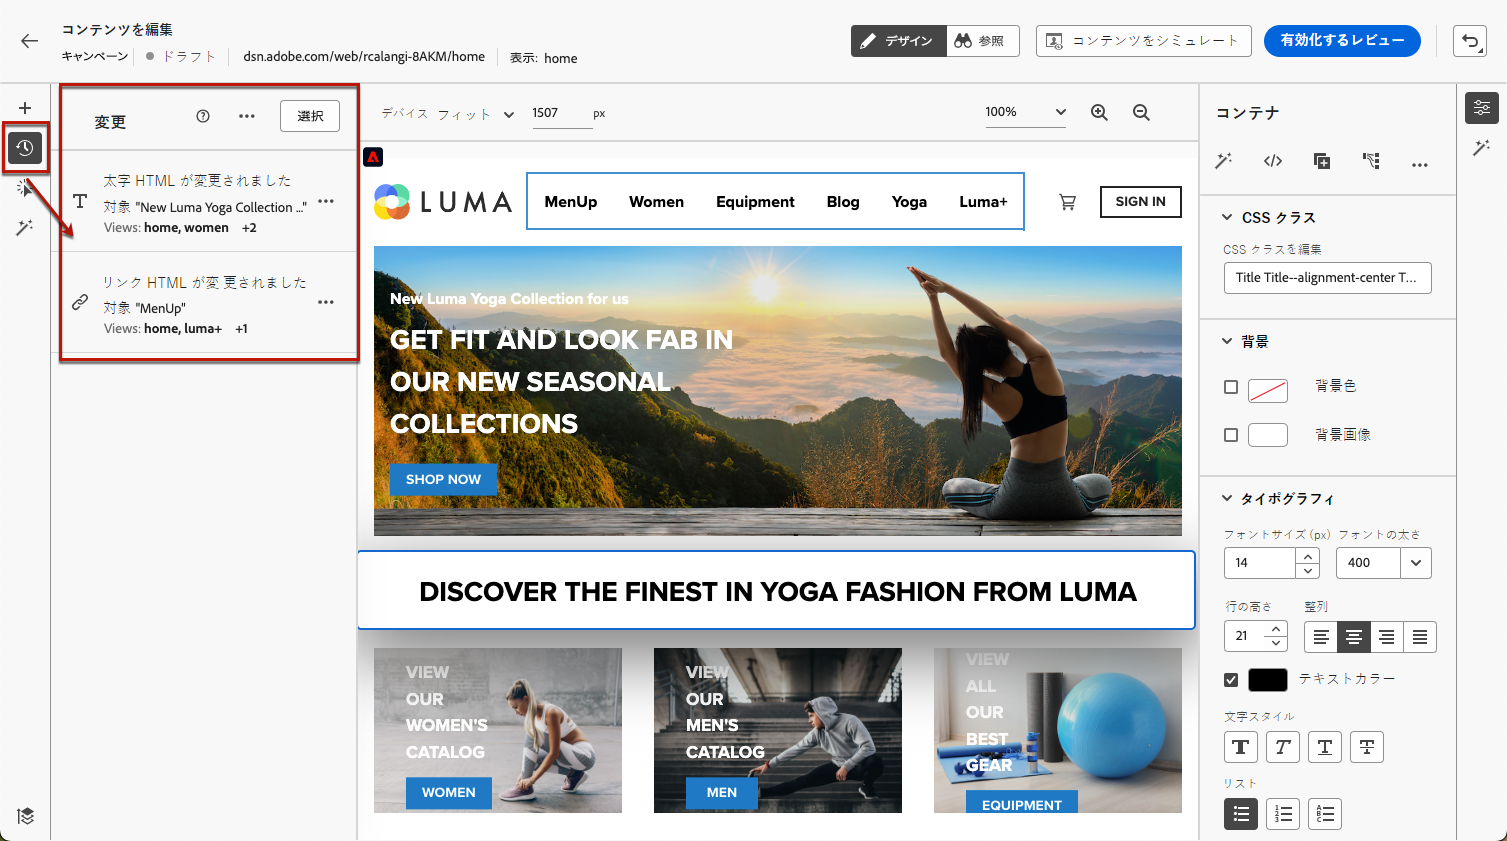 コンテンツを編集
キャンペーン ドラフト dsn.adobe.com/web/rcalangi-8AKM/home 表示: home
デザイン 参照 コンテンツをシミュレート 有効化するレビュー
変更 選択
太字 HTML が変更されました
対象 "New Luma Yoga Collection ..."
Views: home, women +2
リンク HTML が変 更されました
対象 "MenUp"
Views: home, luma+ +1
デバイス フィット 1507 px 100%
LUMA MenUp Women Equipment Blog Yoga Luma+ SIGN IN
New Luma Yoga Collection for us
GET FIT AND LOOK FAB IN
OUR NEW SEASONAL
COLLECTIONS
SHOP NOW
DISCOVER THE FINEST IN YOGA FASHION FROM LUMA
VIEW
OUR
WOMEN'S
CATALOG
WOMEN
VIEW
OUR
MEN'S
CATALOG
MEN
VIEW
ALL
OUR
BEST
GEAR
EQUIPMENT
コンテナ
CSS クラス
CSS クラスを編集
Title Title--alignment-center T...
背景
背景色
背景画像
タイポグラフィ
フォントサイズ (px) フォントの太さ
14 400
行の高さ 整列
21
テキストカラー
文字スタイル
リスト